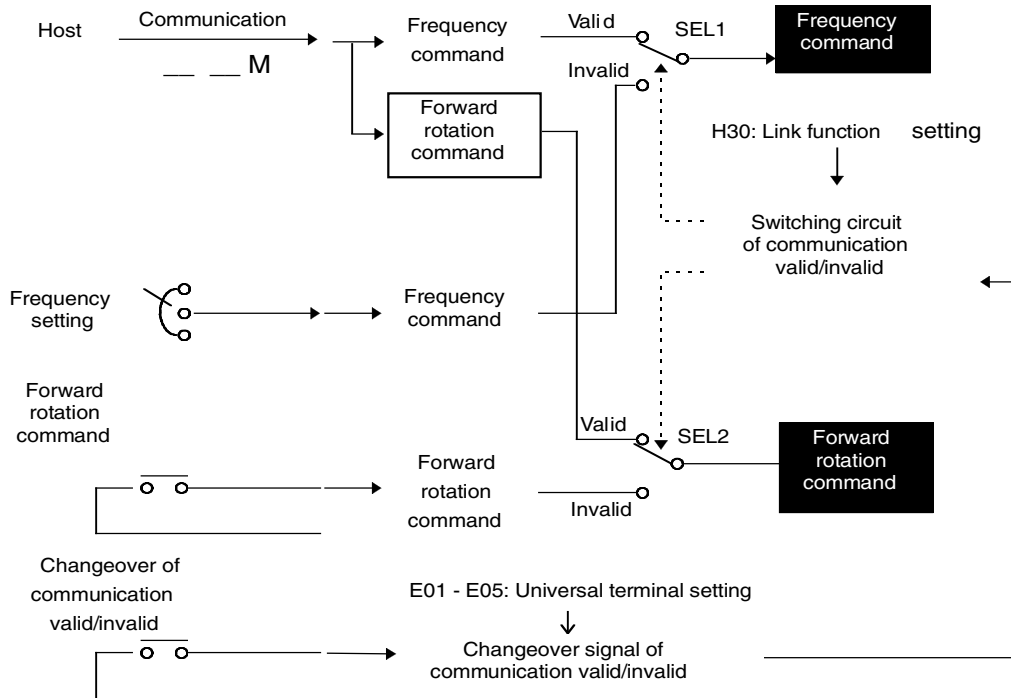 Host
Communication
__ __ M
Frequency
command
Valid
SEL1
Frequency
command
Invalid
Forward
rotation
command
H30: Link function setting
Switching circuit
of communication
valid/invalid
Frequency
setting
Frequency
command
Forward
rotation
command
Valid
SEL2
Forward
rotation
command
Forward
rotation
command
Invalid
Changeover of
communication
valid/invalid
E01 - E05: Universal terminal setting
Changeover signal of
communication valid/invalid